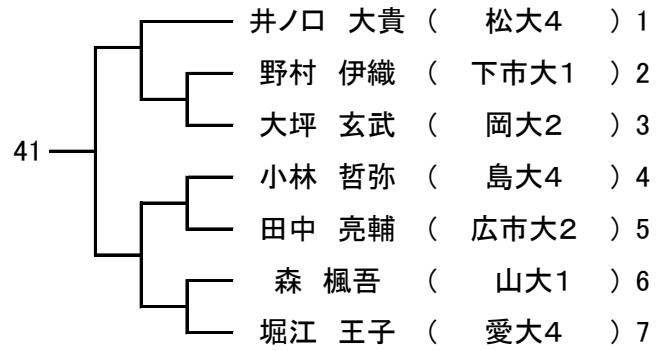 井ノ口 大貴 ( 松大4 ) 1
野村 伊織 ( 下市大1 ) 2
大坪 玄武 ( 岡大2 ) 3
41
小林 哲弥 ( 島大4 ) 4
田中 亮輔 ( 広市大2 ) 5
森 楓吾 ( 山大1 ) 6
堀江 王子 ( 愛大4 ) 7